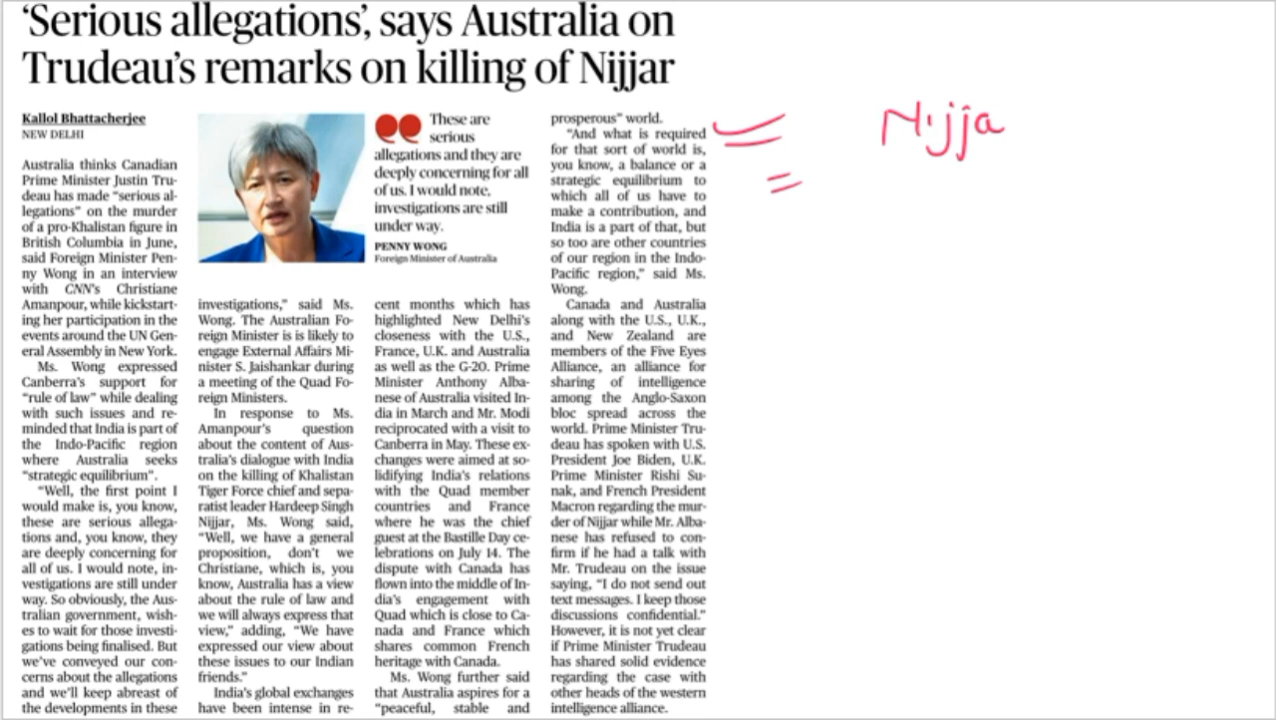 ‘Serious allegations’, says Australia on
Trudeau’s remarks on killing of Nijjar
Kallol Bhattacherjee
NEW DELHI
Australia thinks Canadian
Prime Minister Justin Tru-
deau has made “serious al-
legations” on the murder
of a pro-Khalistan figure in
British Columbia in June,
said Foreign Minister Pen-
ny Wong in an interview
with CNN’s Christiane
Amanpour, while kickstart-
ing her participation in the
events around the UN Gen-
eral Assembly in New York.
Ms. Wong expressed
Canberra’s support for
“rule of law” while dealing
with such issues and re-
minded that India is part of
the Indo-Pacific region
where Australia seeks
“strategic equilibrium”.
“Well, the first point I
would make is, you know,
these are serious allega-
tions and, you know, they
are deeply concerning for
all of us. I would note, in-
vestigations are still under
way. So obviously, the Aus-
tralian government, wish-
es to wait for those investi-
gations being finalised. But
we’ve conveyed our con-
cerns about the allegations
and we’ll keep abreast of
the developments in these
investigations,” said Ms.
Wong. The Australian Fo-
reign Minister is is likely to
engage External Affairs Mi-
nister S. Jaishankar during
a meeting of the Quad Fo-
reign Ministers.
In response to Ms.
Amanpour’s question
about the content of Aus-
tralia’s dialogue with India
on the killing of Khalistan
Tiger Force chief and sepa-
ratist leader Hardeep Singh
Nijjar, Ms. Wong said,
“Well, we have a general
proposition, don’t we
Christiane, which is, you
know, Australia has a view
about the rule of law and
we will always express that
view,” adding, “We have
expressed our view about
these issues to our Indian
friends.”
India’s global exchanges
have been intense in re-
These are
serious
allegations and they are
deeply concerning for all
of us. I would note,
investigations are still
under way.
PENNY WONG
Foreign Minister of Australia
cent months which has
highlighted New Delhi’s
closeness with the U.S.,
France, U.K. and Australia
as well as the G-20. Prime
Minister Anthony Alba-
nese of Australia visited In-
dia in March and Mr. Modi
reciprocated with a visit to
Canberra in May. These ex-
changes were aimed at so-
lidifying India’s relations
with the Quad member
countries and France
where he was the chief
guest at the Bastille Day ce-
lebrations on July 14. The
dispute with Canada has
flown into the middle of In-
dia’s engagement with
Quad which is close to Ca-
nada and France which
shares common French
heritage with Canada.
Ms. Wong further said
that Australia aspires for a
“peaceful, stable and
prosperous” world.
“And what is required
for that sort of world is,
you know, a balance or a
strategic equilibrium to
which all of us have to
make a contribution, and
India is a part of that, but
so too are other countries
of our region in the Indo-
Pacific region,” said Ms.
Wong.
Canada and Australia
along with the U.S., U.K.,
and New Zealand are
members of the Five Eyes
Alliance, an alliance for
sharing of intelligence
among the Anglo-Saxon
bloc spread across the
world. Prime Minister Tru-
deau has spoken with U.S.
President Joe Biden, U.K.
Prime Minister Rishi Su-
nak, and French President
Macron regarding the mur-
der of Nijjar while Mr. Alba-
nese has refused to con-
firm if he had a talk with
Mr. Trudeau on the issue
saying, “I do not send out
text messages. I keep those
discussions confidential.”
However, it is not yet clear
if Prime Minister Trudeau
has shared solid evidence
regarding the case with
other heads of the western
intelligence alliance.
Nijja